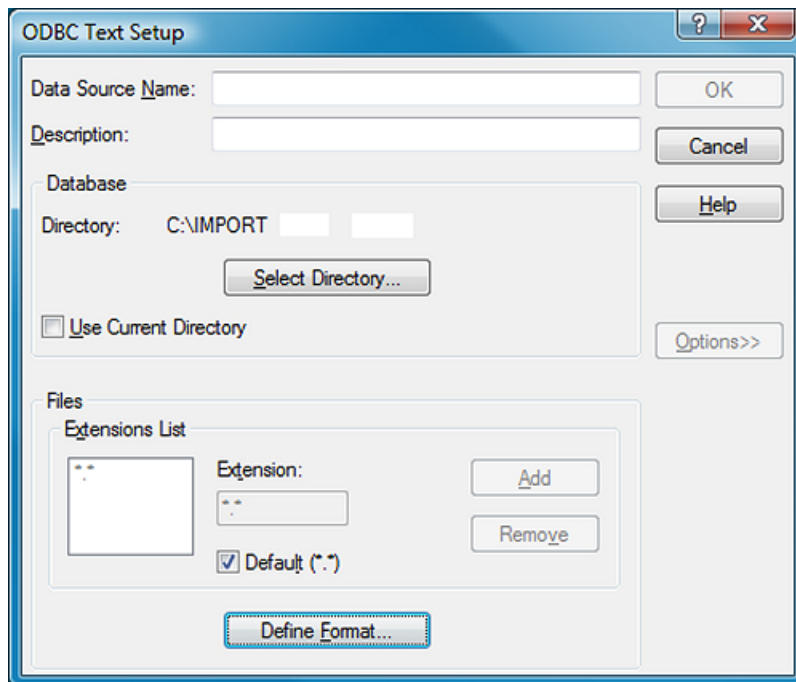 ODBC Text Setup
Data Source Name:
OK
Description:
Cancel
Database
Help
Directory: C:\IMPORT
Select Directory...
Use Current Directory
Options>>
Files
Extensions List
*.*
Extension:
Add
*.*
Remove
Default (*.*)
Define Format...